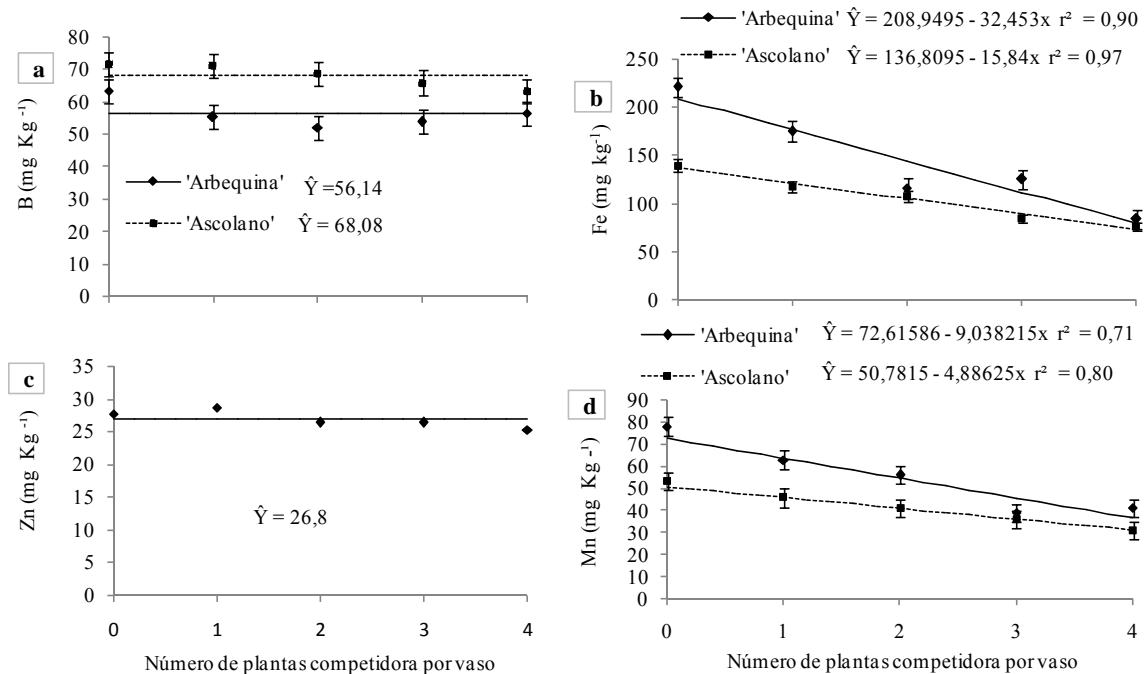 a
B (mg Kg⁻¹)
80
70
60
50
40
30
20
10
0
'Arbequina' Ŷ =56,14
'Ascolano' Ŷ = 68,08
'Arbequina' Ŷ = 208,9495 - 32,453x r² = 0,90
'Ascolano' Ŷ = 136,8095 - 15,84x r² = 0,97
b
Fe (mg kg⁻¹)
250
200
150
100
50
0
c
Zn (mg Kg⁻¹)
35
30
25
20
15
10
5
0
Ŷ = 26,8
0 1 2 3 4
Número de plantas competidora por vaso
'Arbequina' Ŷ = 72,61586 - 9,038215x r² = 0,71
'Ascolano' Ŷ = 50,7815 - 4,88625x r² = 0,80
d
Mn (mg Kg -¹)
90
80
70
60
50
40
30
20
10
0
0 1 2 3 4
Número de plantas competidora por vaso